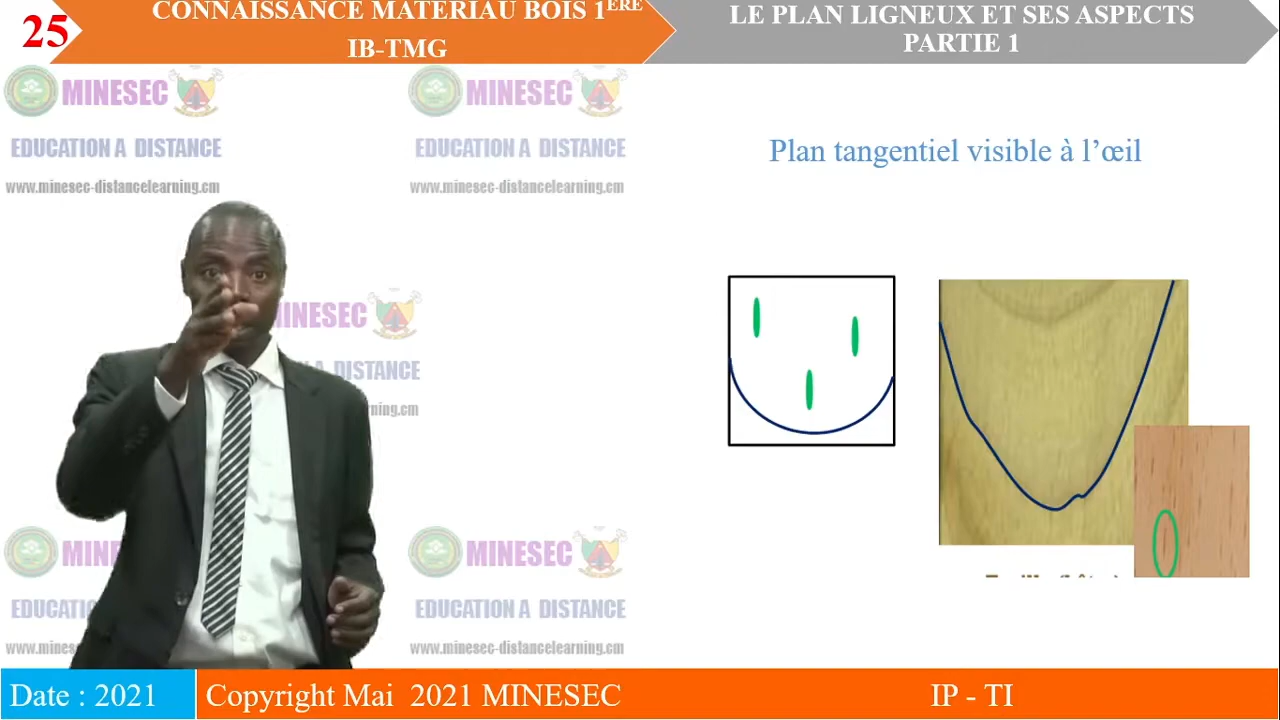 25
CONNAISSANCE MATERIAU BOIS 1ERE
IB-TMG
LE PLAN LIGNEUX ET SES ASPECTS
PARTIE 1
MINESEC
EDUCATION A DISTANCE
www.minesec-distancelearning.cm
MINESEC
EDUCATION A DISTANCE
www.minesec-distancelearning.cm
Plan tangentiel visible à l’œil
MINESEC
A DISTANCE
MINESEC
EDUCATION A DISTANCE
www.minesec-distancelearning.cm
Date : 2021
Copyright Mai 2021 MINESEC
IP - TI